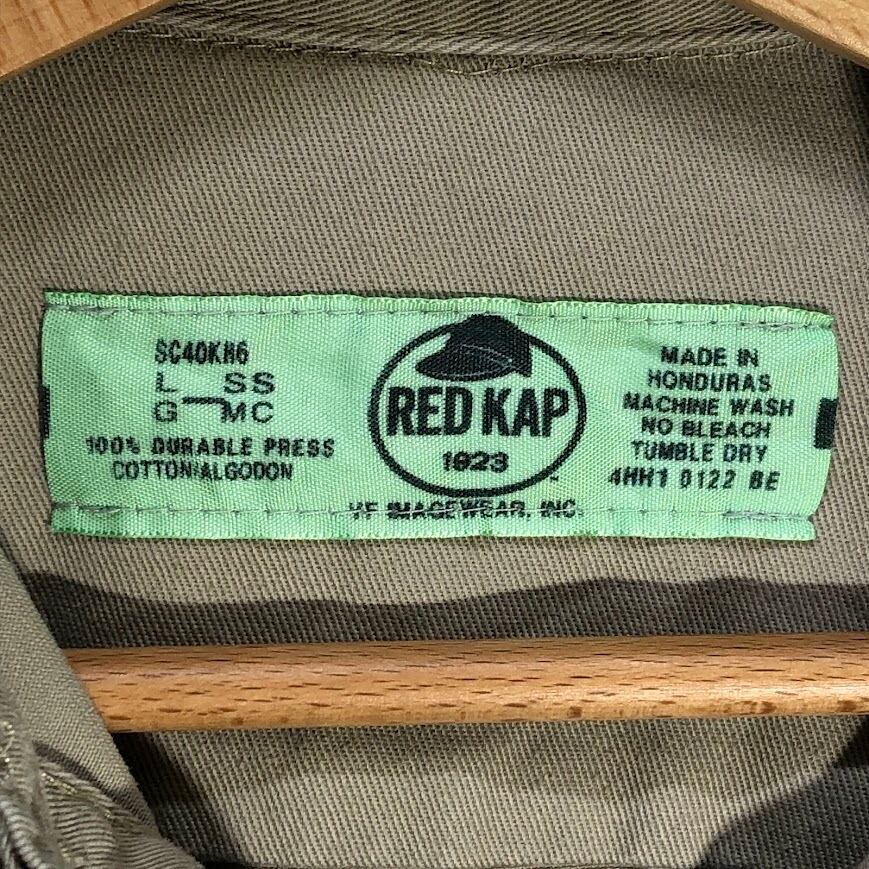 SC40KH6
L SS
G MC
100% DURABLE PRESS
COTTON/ALGODON
RED KAP
1923
VF IMAGEWEAR, INC.
MADE IN
HONDURAS
MACHINE WASH
NO BLEACH
TUMBLE DRY
4HH1 0122 BE